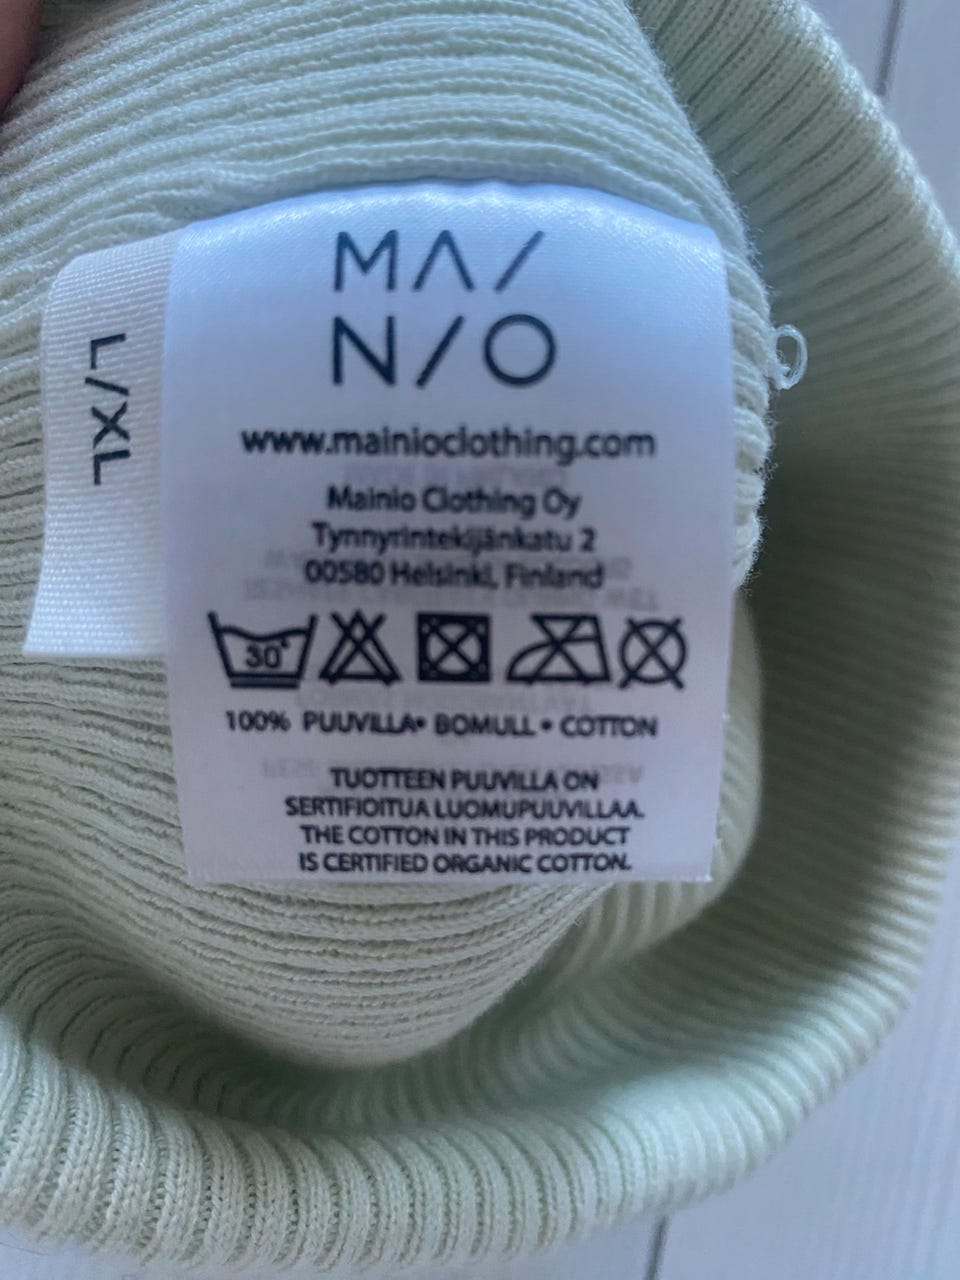 MA/
N/O
www.mainioclothing.com
Mainio Clothing Oy
Tynnyrintekijänkatu 2
00580 Helsinki, Finland
30°
100% PUUVILLA• BOMULL • COTTON
TUOTTEEN PUUVILLA ON
SERTIFIOITUA LUOMUPUUVILLAA.
THE COTTON IN THIS PRODUCT
IS CERTIFIED ORGANIC COTTON.
L/XL